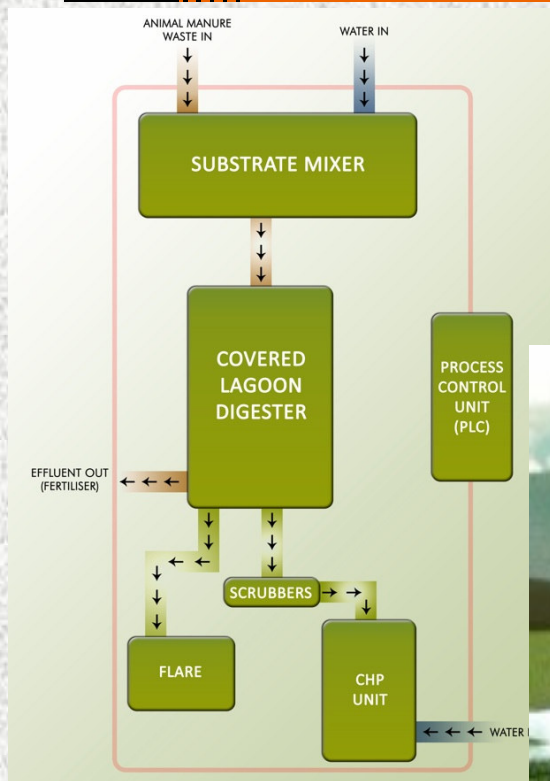 ANIMAL MANURE
WASTE IN
WATER IN
SUBSTRATE MIXER
COVERED
LAGOON
DIGESTER
PROCESS
CONTROL
UNIT
(PLC)
EFFLUENT OUT
(FERTILISER)
SCRUBBERS
FLARE
CHP
UNIT
WATER